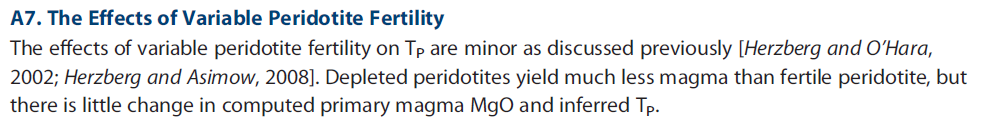 A7. The Effects of Variable Peridotite Fertility
The effects of variable peridotite fertility on TP are minor as discussed previously [Herzberg and O’Hara,
2002; Herzberg and Asimow, 2008]. Depleted peridotites yield much less magma than fertile peridotite, but
there is little change in computed primary magma MgO and inferred TP.